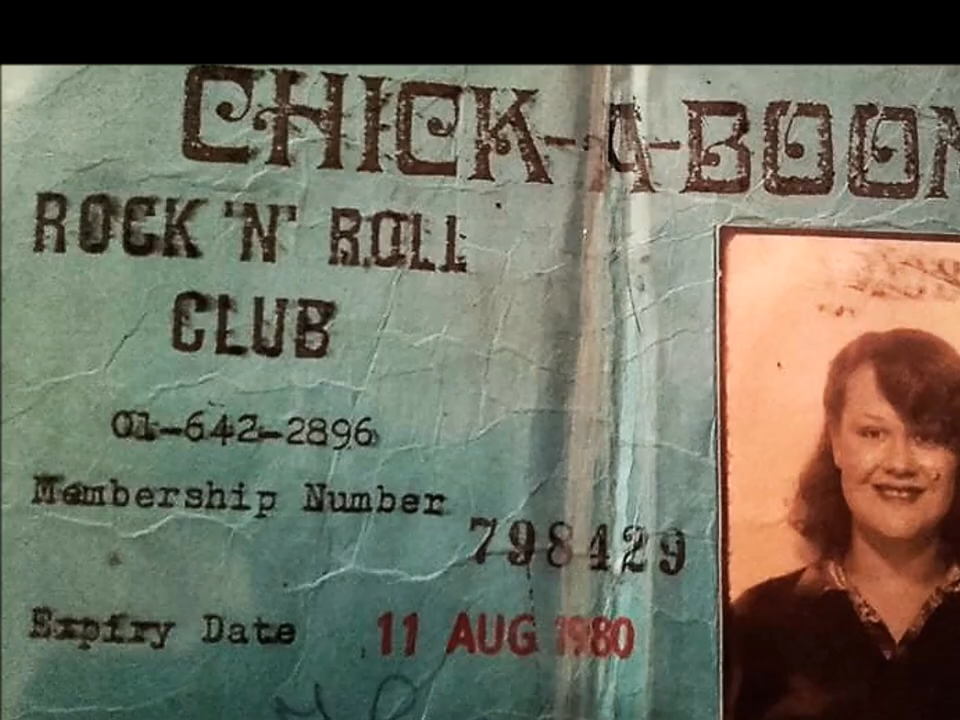 CHICK-A-BOOM
ROCK 'N' ROLL
CLUB
01-642-2896
Membership Number
798429
Expiry Date 11 AUG 1980